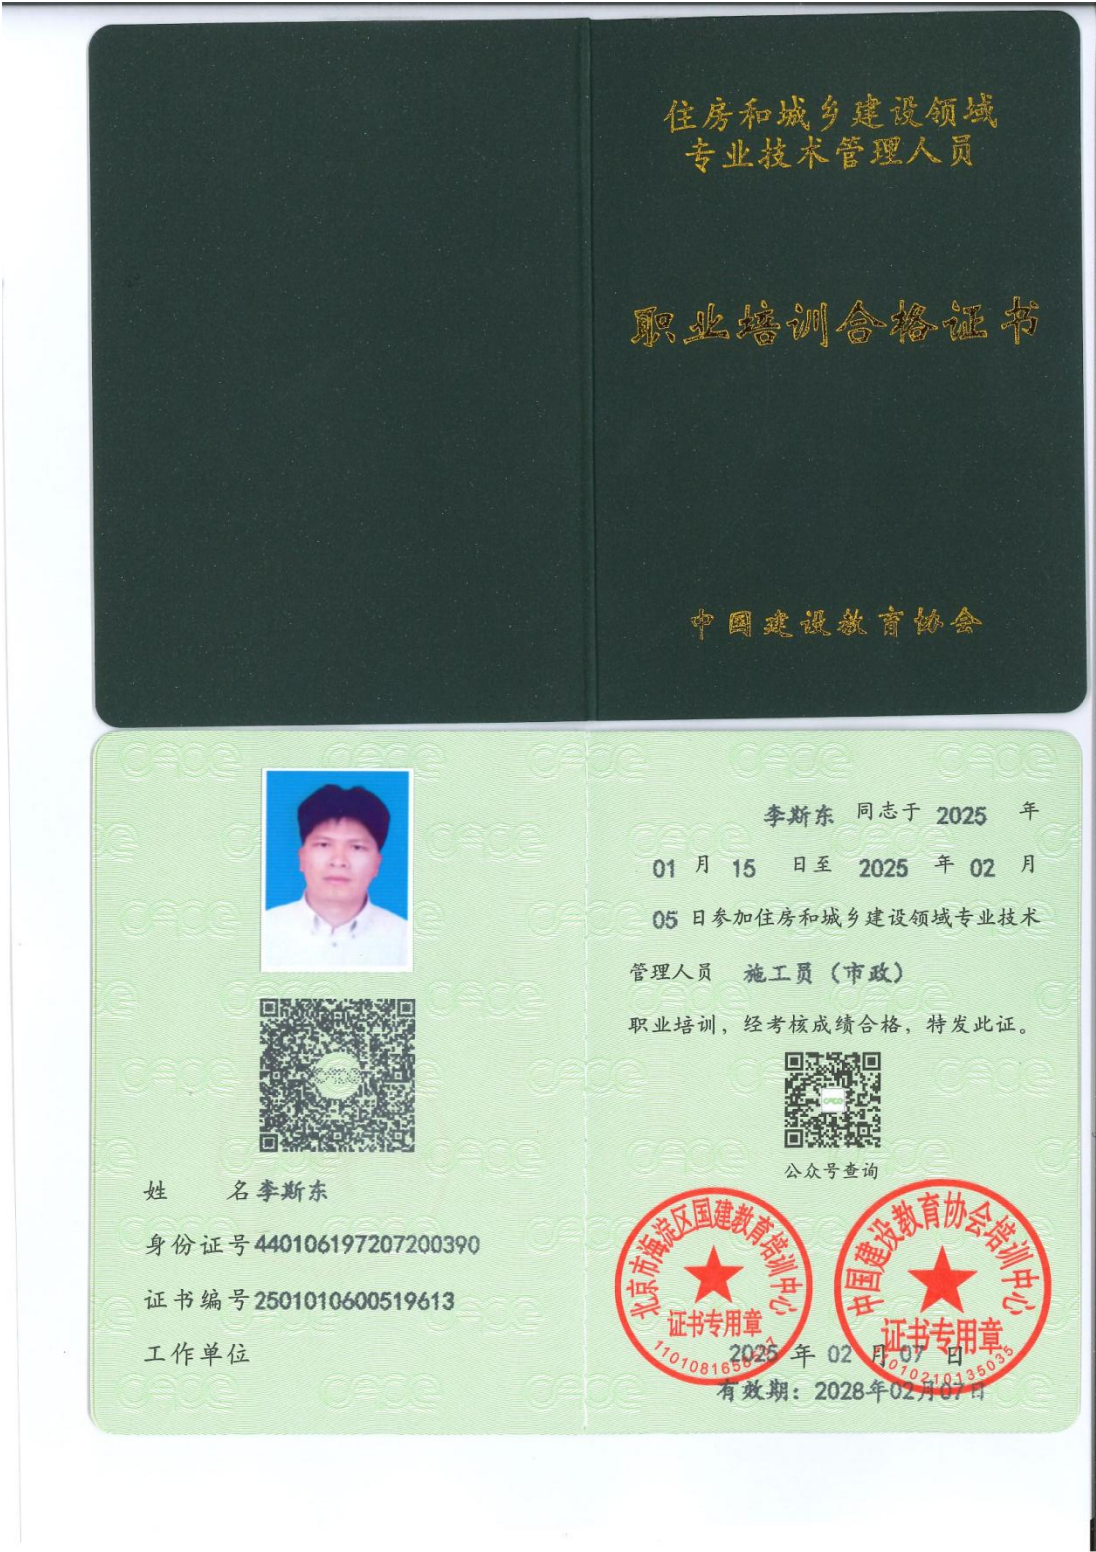 住房和城乡建设领域
专业技术管理人员
职业培训合格证书
中国建设教育协会
李斯东 同志于 2025 年
01 月 15 日至 2025 年 02 月
05 日参加住房和城乡建设领域专业技术
管理人员 施工员（市政）
职业培训，经考核成绩合格，特发此证。
公众号查询
姓 名 李斯东
身份证号 440106197207200390
证书编号 2501010600519613
工作单位
北京市海淀区国建教育培训中心
证书专用章
中国建设教育协会培训中心
证书专用章
11010210135035
2025 年 02 月 07 日
有效期：2028年02月07日